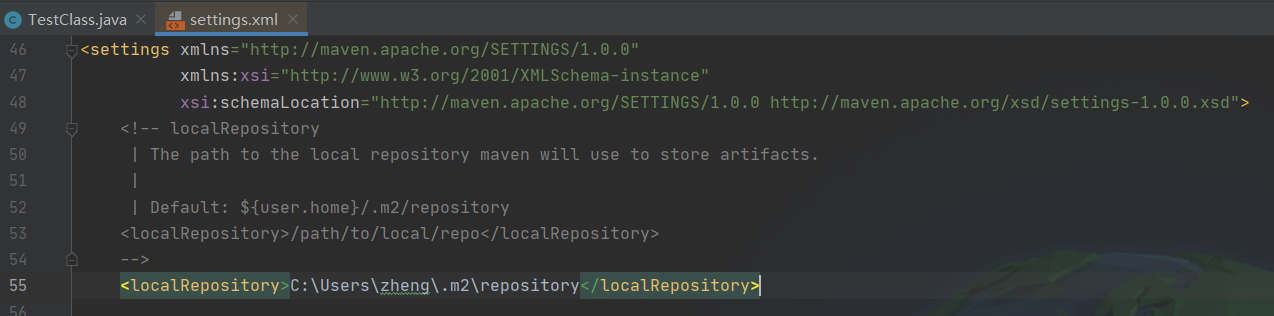 TestClass.java settings.xml
46 <settings xmlns="http://maven.apache.org/SETTINGS/1.0.0"
47 xmlns:xsi="http://www.w3.org/2001/XMLSchema-instance"
48 xsi:schemaLocation="http://maven.apache.org/SETTINGS/1.0.0 http://maven.apache.org/xsd/settings-1.0.0.xsd">
49 <!-- localRepository
50 | The path to the local repository maven will use to store artifacts.
51 |
52 | Default: ${user.home}/.m2/repository
53 <localRepository>/path/to/local/repo</localRepository>
54 -->
55 <localRepository>C:\Users\zheng\.m2\repository</localRepository>
56